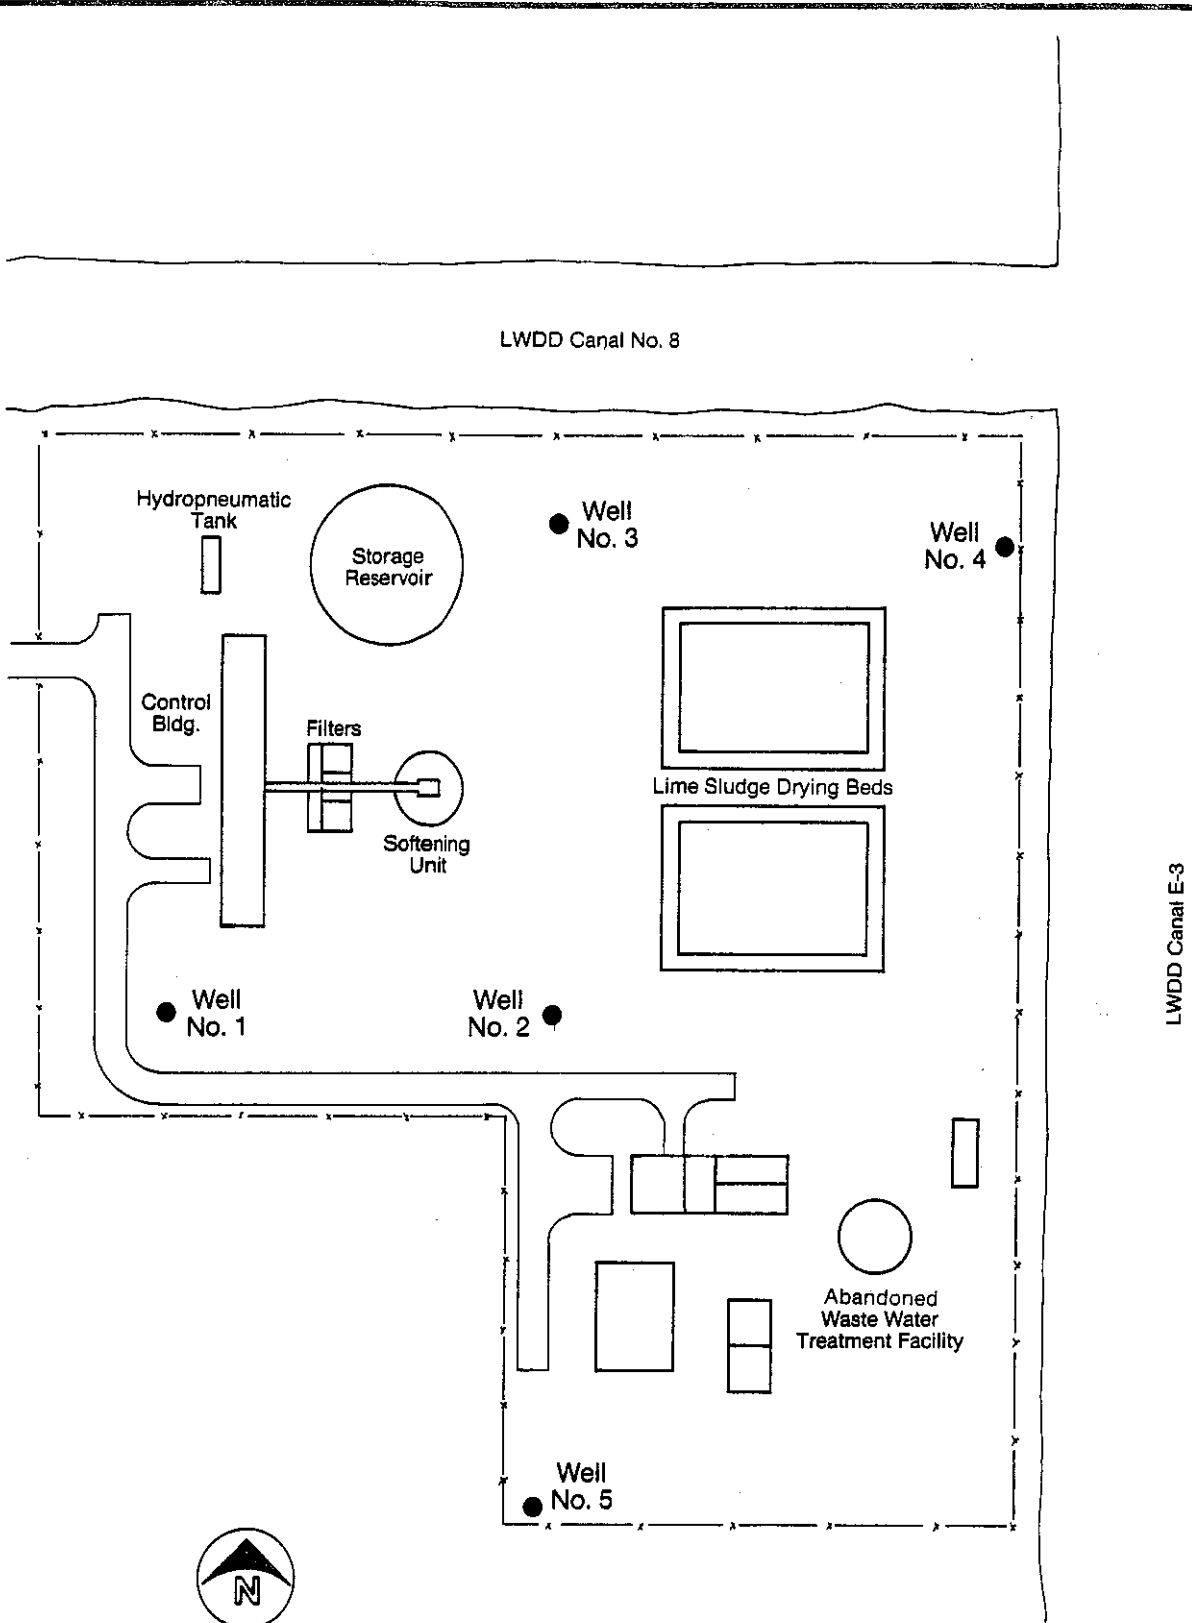 LWDD Canal No. 8
Hydropneumatic
Tank
Storage
Reservoir
Well
No. 3
Well
No. 4
Control
Bldg.
Filters
Softening
Unit
Lime Sludge Drying Beds
LWDD Canal E-3
Well
No. 1
Well
No. 2
Abandoned
Waste Water
Treatment Facility
Well
No. 5
N